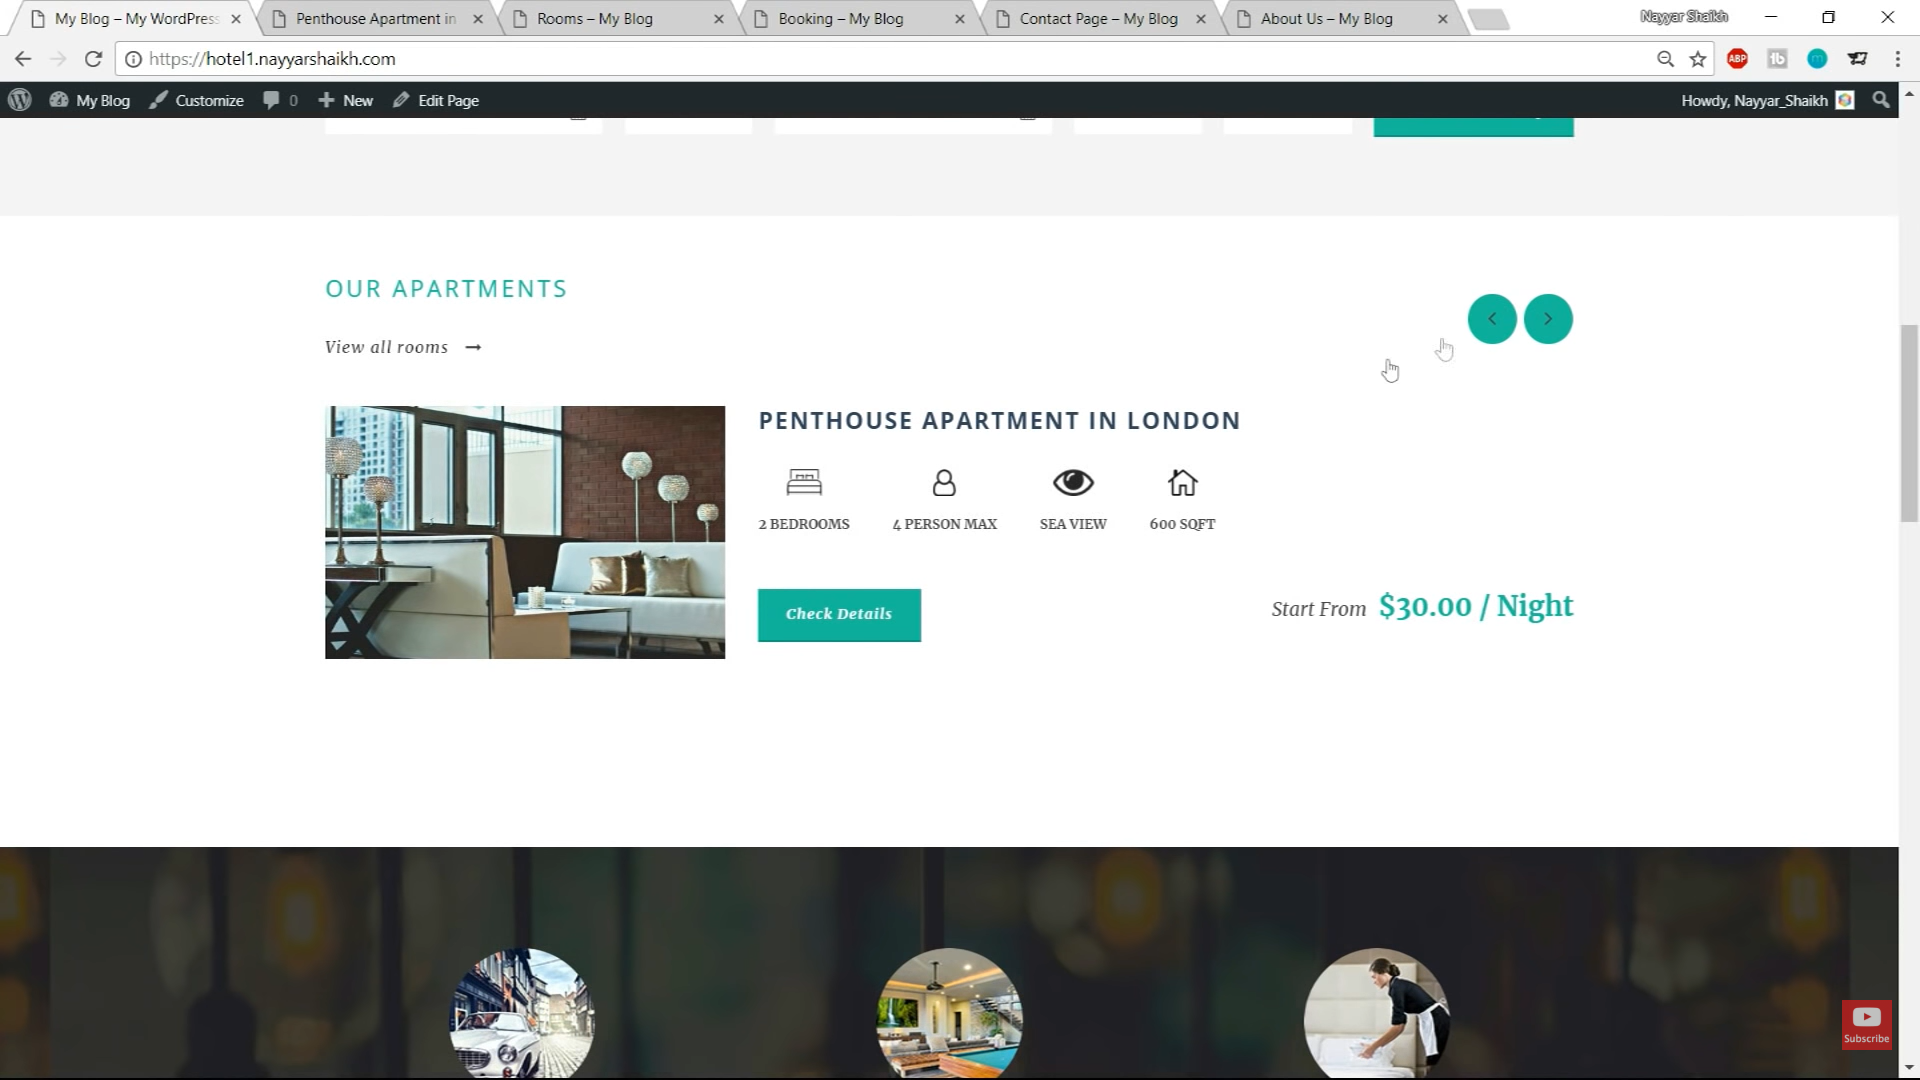 My Blog – My WordPress
Penthouse Apartment in
Rooms – My Blog
Booking – My Blog
Contact Page – My Blog
About Us – My Blog
Nayyar Shaikh
https://hotel1.nayyarshaikh.com
ABP
My Blog
Customize
0
New
Edit Page
Howdy, Nayyar_Shaikh
OUR APARTMENTS
View all rooms →
PENTHOUSE APARTMENT IN LONDON
2 BEDROOMS
4 PERSON MAX
SEA VIEW
600 SQFT
Check Details
Start From $30.00 / Night
Subscribe